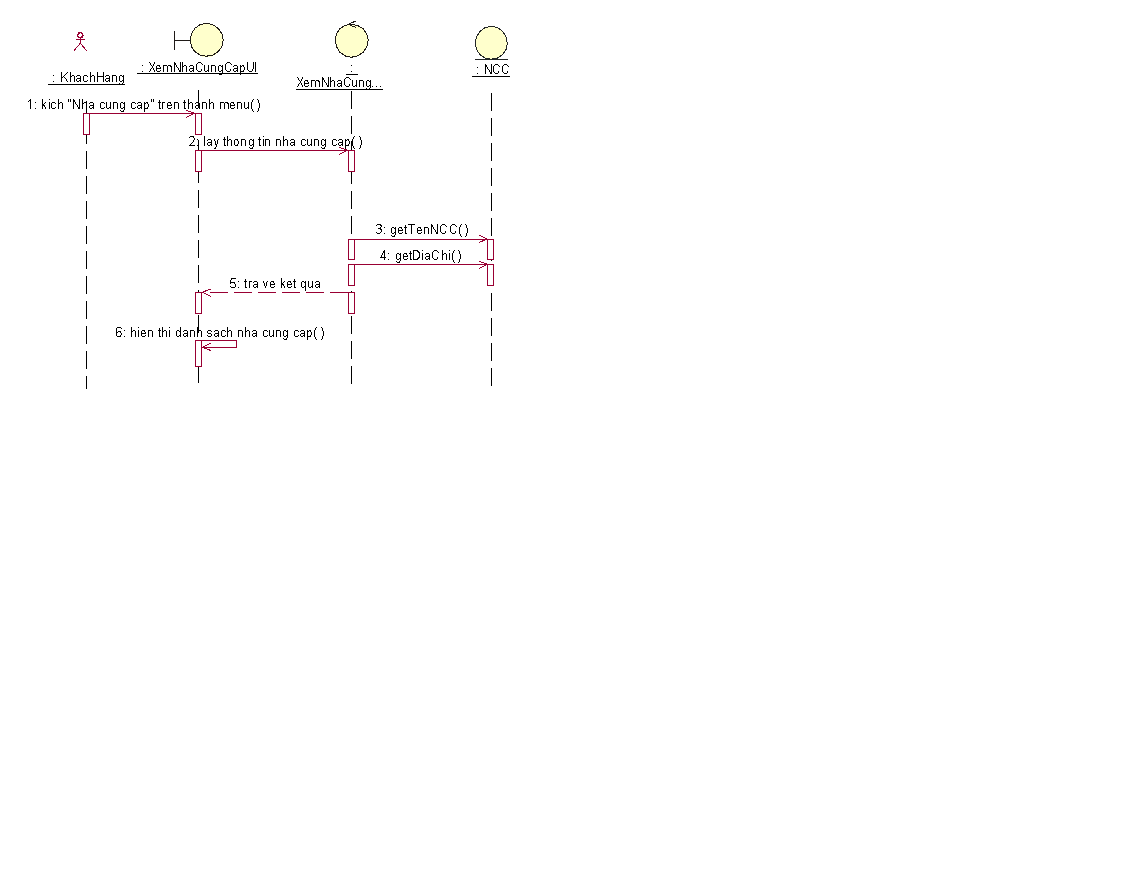 : KhachHang
: XemNhaCungCapUI
:
XemNhaCung...
: NCC
1: kich "Nha cung cap" tren thanh menu()
2: lay thong tin nha cung cap()
3: getTenNCC()
4: getDiaChi()
5: tra ve ket qua
6: hien thi danh sach nha cung cap()